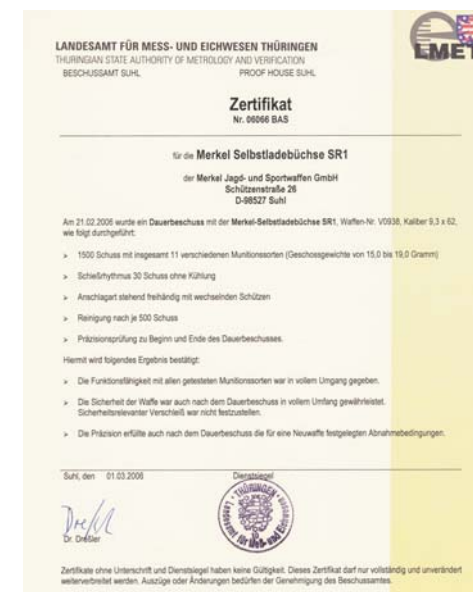 LANDESAMT FÜR MESS- UND EICHWESEN THÜRINGEN
THURINGIAN STATE AUTHORITY OF METROLOGY AND VERIFICATION
BESCHUSSAMT SUHL PROOF HOUSE SUHL
LMET
Zertifikat
Nr. 06066 BAS
für die Merkel Selbstladebüchse SR1
der Merkel Jagd- und Sportwaffen GmbH
Schützenstraße 26
D-98527 Suhl
Am 21.02.2006 wurde ein Dauerbeschuss mit der Merkel-Selbstladebüchse SR1, Waffen-Nr. V0938, Kaliber 9,3 x 62,
wie folgt durchgeführt:
> 1500 Schuss mit insgesamt 11 verschiedenen Munitionssorten (Geschossgewichte von 15,0 bis 19,0 Gramm)
> Schießrhythmus 30 Schuss ohne Kühlung
> Anschlagart stehend freihändig mit wechselnden Schützen
> Reinigung nach je 500 Schuss
> Präzisionsprüfung zu Beginn und Ende des Dauerbeschusses.
Hiermit wird folgendes Ergebnis bestätigt:
> Die Funktionsfähigkeit mit allen getesteten Munitionssorten war in vollem Umgang gegeben.
> Die Sicherheit der Waffe war auch nach dem Dauerbeschuss in vollem Umfang gewährleistet.
Sicherheitsrelevanter Verschleiß war nicht festzustellen.
> Die Präzision erfüllte auch nach dem Dauerbeschuss die für eine Neuwaffe festgelegten Abnahmebedingungen.
Suhl, den 01.03.2006 Dienstsiegel
THÜRINGEN
Landesamt für Meß- und Eichwesen
Dr. Dreßler
Zertifikate ohne Unterschrift und Dienstsiegel haben keine Gültigkeit. Dieses Zertifikat darf nur vollständig und unverändert
weiterverbreitet werden. Auszüge oder Änderungen bedürfen der Genehmigung des Beschussamtes.